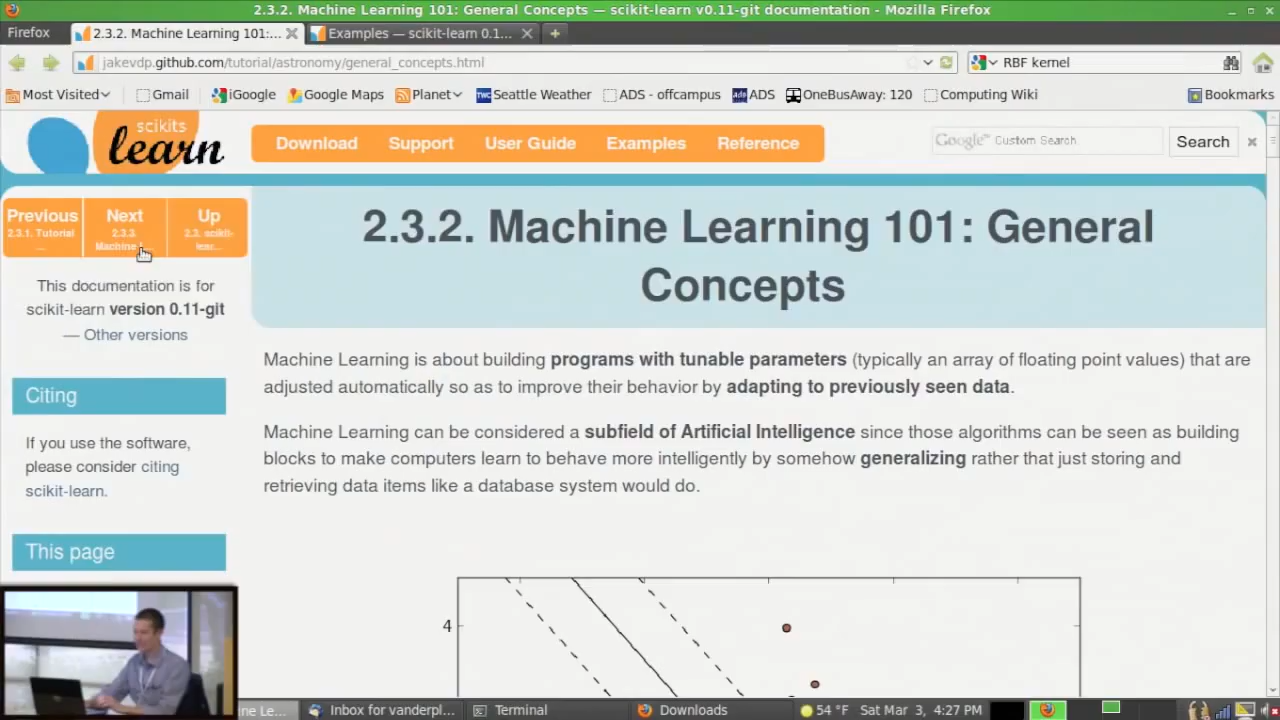 2.3.2. Machine Learning 101: General Concepts — scikit-learn v0.11-git documentation - Mozilla Firefox
Firefox
2.3.2. Machine Learning 101:...
Examples — scikit-learn 0.1...
jakevdp.github.com/tutorial/astronomy/general_concepts.html
RBF kernel
Most Visited
Gmail
iGoogle
Google Maps
Planet
Seattle Weather
ADS - offcampus
ADS
OneBusAway: 120
Computing Wiki
Bookmarks
scikits
learn
Download
Support
User Guide
Examples
Reference
Google™ Custom Search
Search
Previous
2.3.1. Tutorial
...
Next
2.3.3.
Machine
Up
2.3. scikit-
lear...
2.3.2. Machine Learning 101: General
Concepts
This documentation is for
scikit-learn version 0.11-git
— Other versions
Citing
If you use the software,
please consider citing
scikit-learn.
This page
Machine Learning is about building programs with tunable parameters (typically an array of floating point values) that are
adjusted automatically so as to improve their behavior by adapting to previously seen data.
Machine Learning can be considered a subfield of Artificial Intelligence since those algorithms can be seen as building
blocks to make computers learn to behave more intelligently by somehow generalizing rather that just storing and
retrieving data items like a database system would do.
4
ne Le...
Inbox for vanderpl...
Terminal
Downloads
54 °F
Sat Mar 3, 4:27 PM